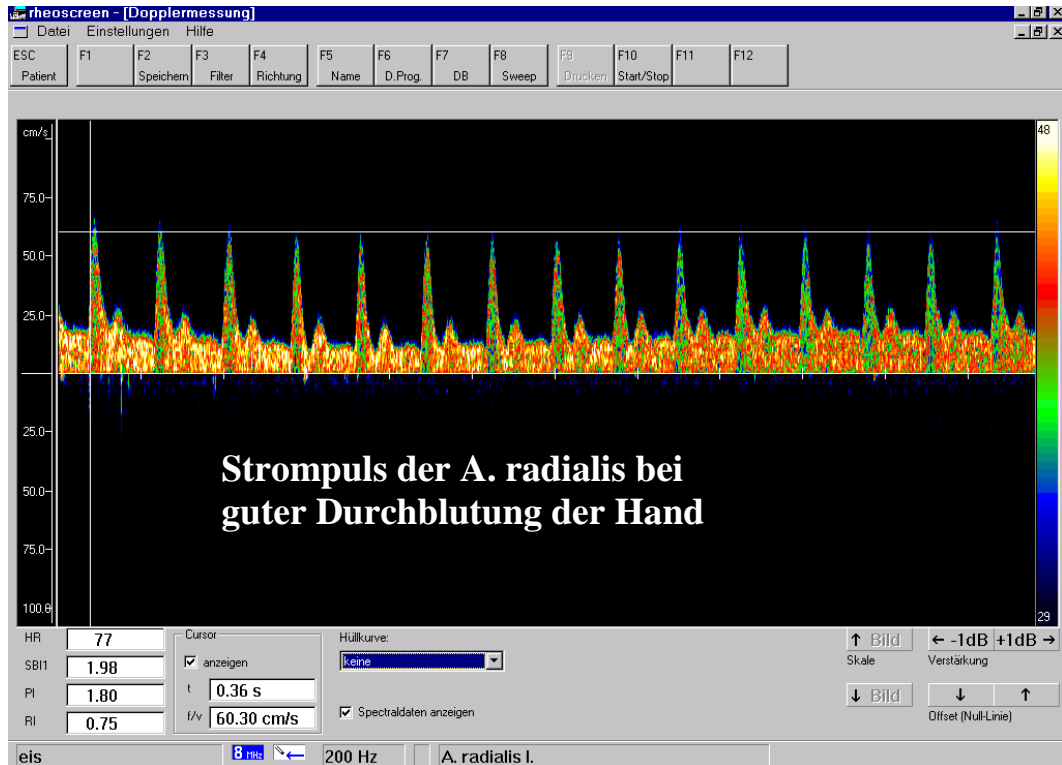 rheoscreen - [Dopplermessung]
Datei Einstellungen Hilfe
ESC F1 F2 F3 F4 F5 F6 F7 F8 F9 F10 F11 F12
Patient Speichern Filter Richtung Name D.Prog. DB Sweep Drucken Start/Stop
cm/s 48
75.0
50.0
25.0
25.0
50.0
75.0
100.0
29
Strompuls der A. radialis bei
guter Durchblutung der Hand
HR 77 Cursor Hüllkurve: ↑ Bild ← -1dB +1dB →
SBI1 1.98 anzeigen keine Skale Verstärkung
PI 1.80 t 0.36 s ↓ Bild ↓ ↑
RI 0.75 f/v 60.30 cm/s Spectraldaten anzeigen Offset (Null-Linie)
eis 8 MHz 200 Hz A. radialis l.